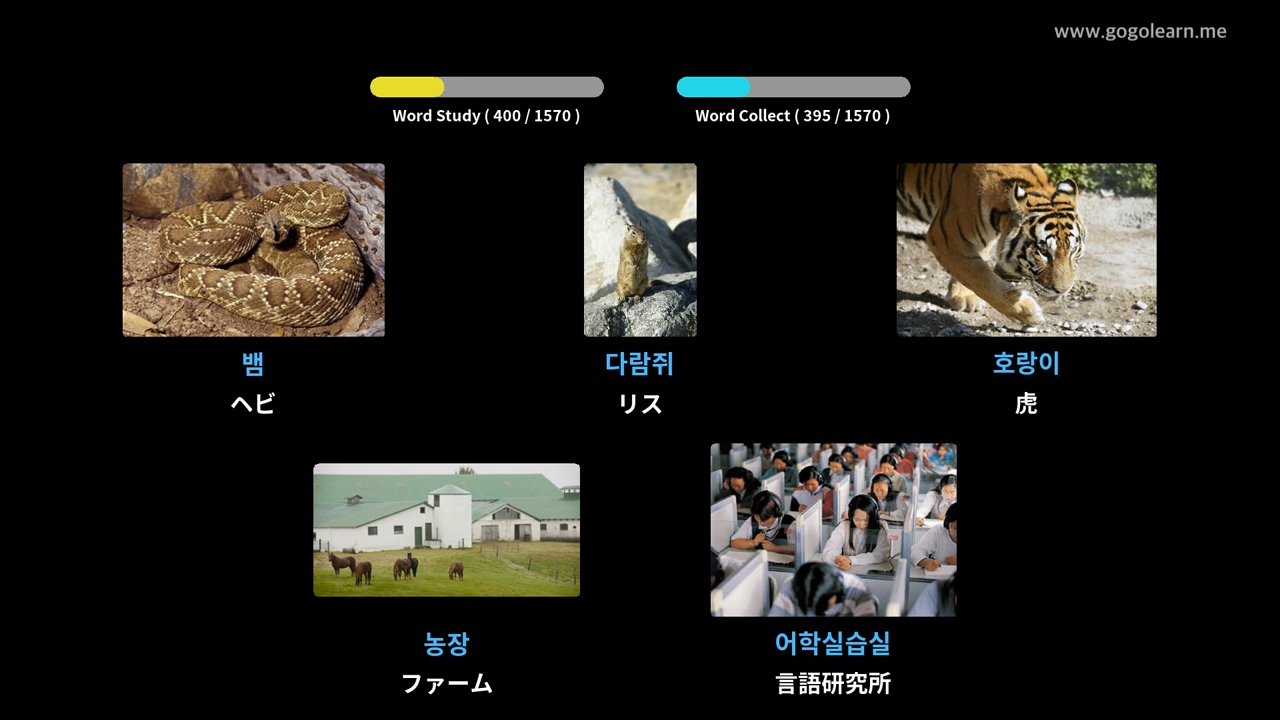 www.gogolearn.me
Word Study ( 400 / 1570 )
Word Collect ( 395 / 1570 )
뱀
ヘビ
다람쥐
リス
호랑이
虎
농장
ファーム
어학실습실
言語研究所